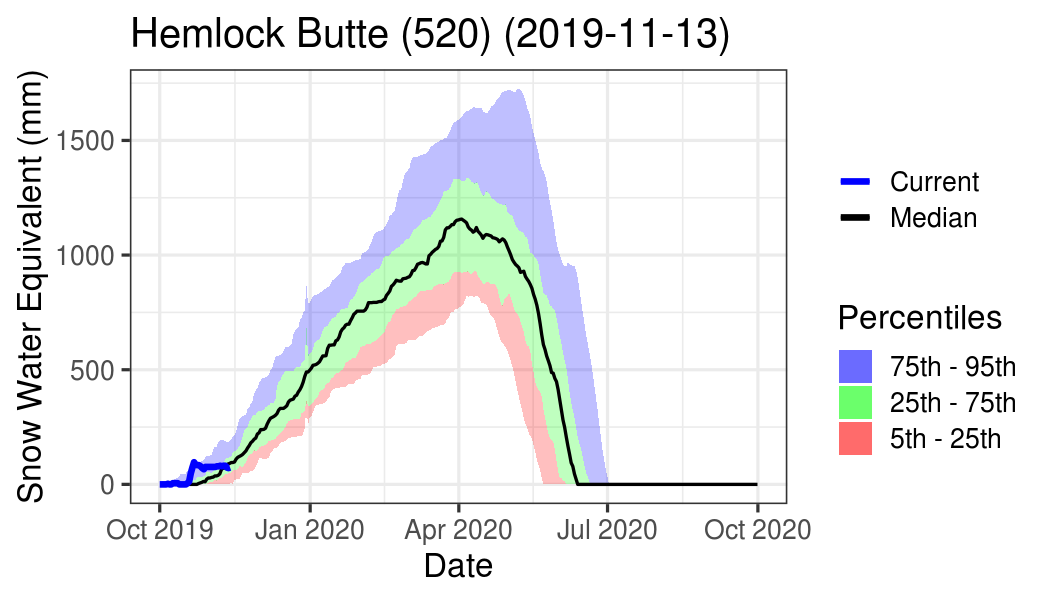 Hemlock Butte (520) (2019-11-13)
Snow Water Equivalent (mm)
1500
1000
500
0
Oct 2019
Jan 2020
Apr 2020
Jul 2020
Oct 2020
Date
Current
Median
Percentiles
75th - 95th
25th - 75th
5th - 25th